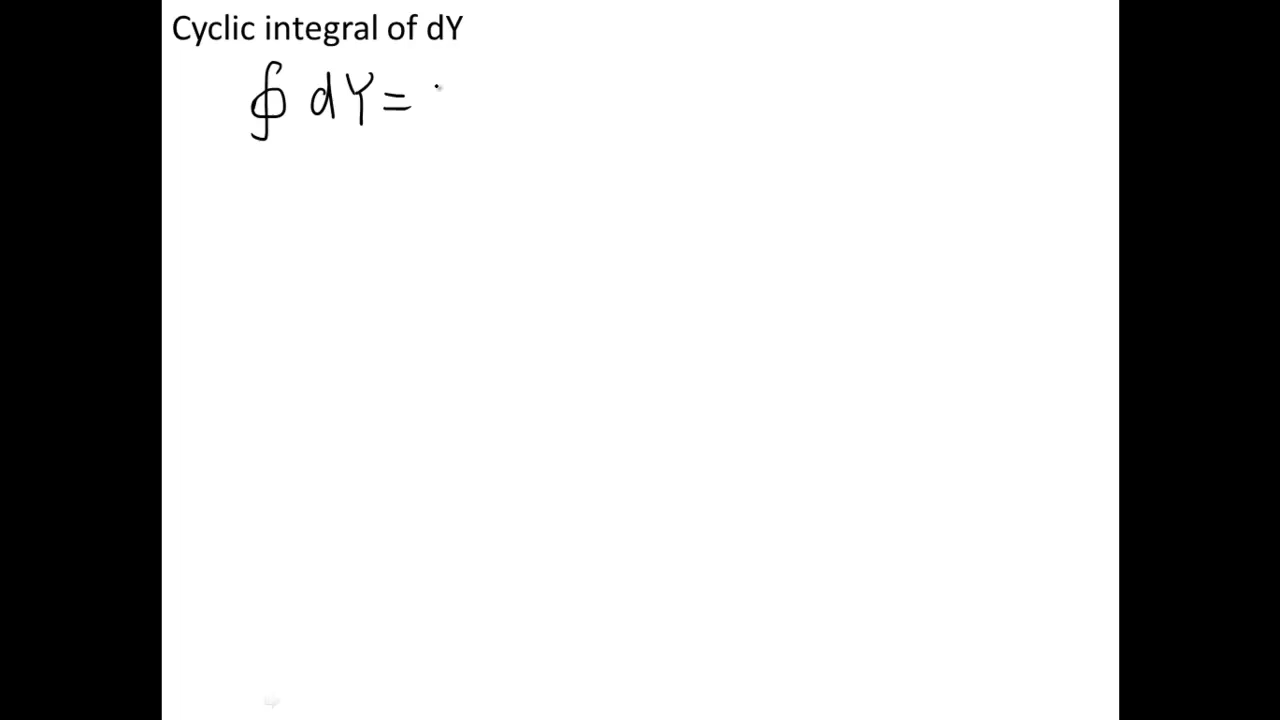 Cyclic integral of dY
∮ dY =